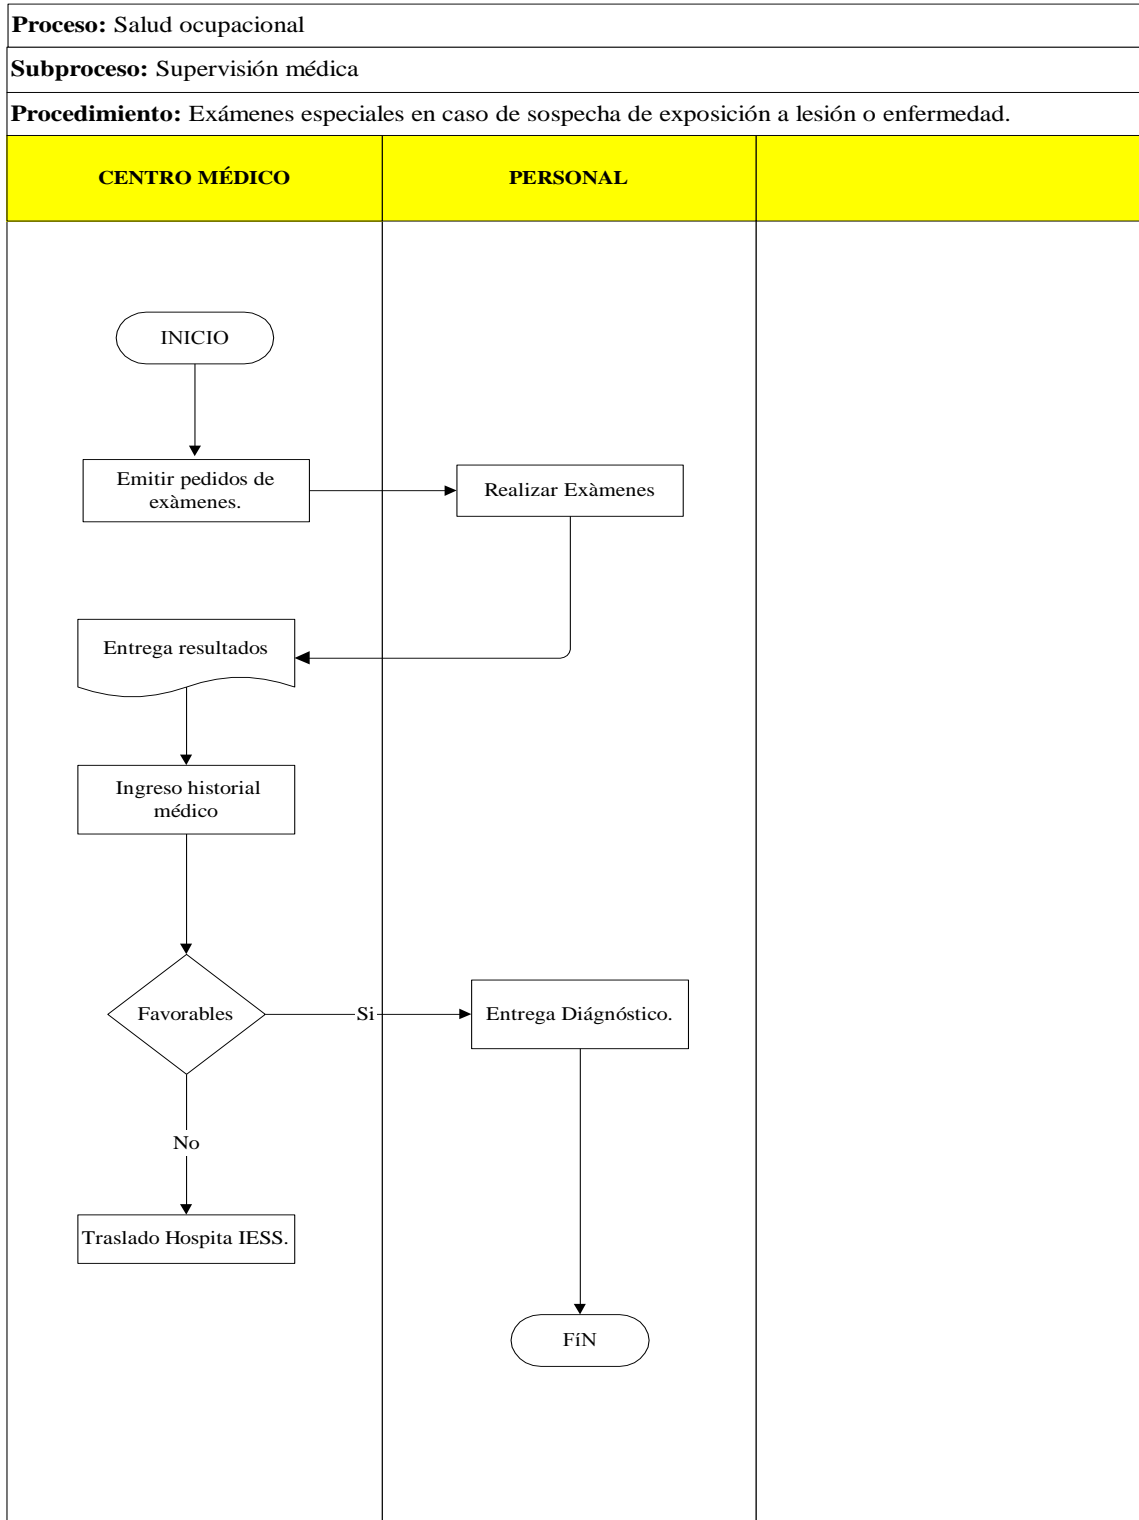 Proceso: Salud ocupacional
Subproceso: Supervisión médica
Procedimiento: Exámenes especiales en caso de sospecha de exposición a lesión o enfermedad.
CENTRO MÉDICO
PERSONAL
INICIO
Emitir pedidos de
exàmenes.
Realizar Exàmenes
Entrega resultados
Ingreso historial
médico
Favorables
Si
Entrega Diágnóstico.
No
Traslado Hospita IESS.
FíN